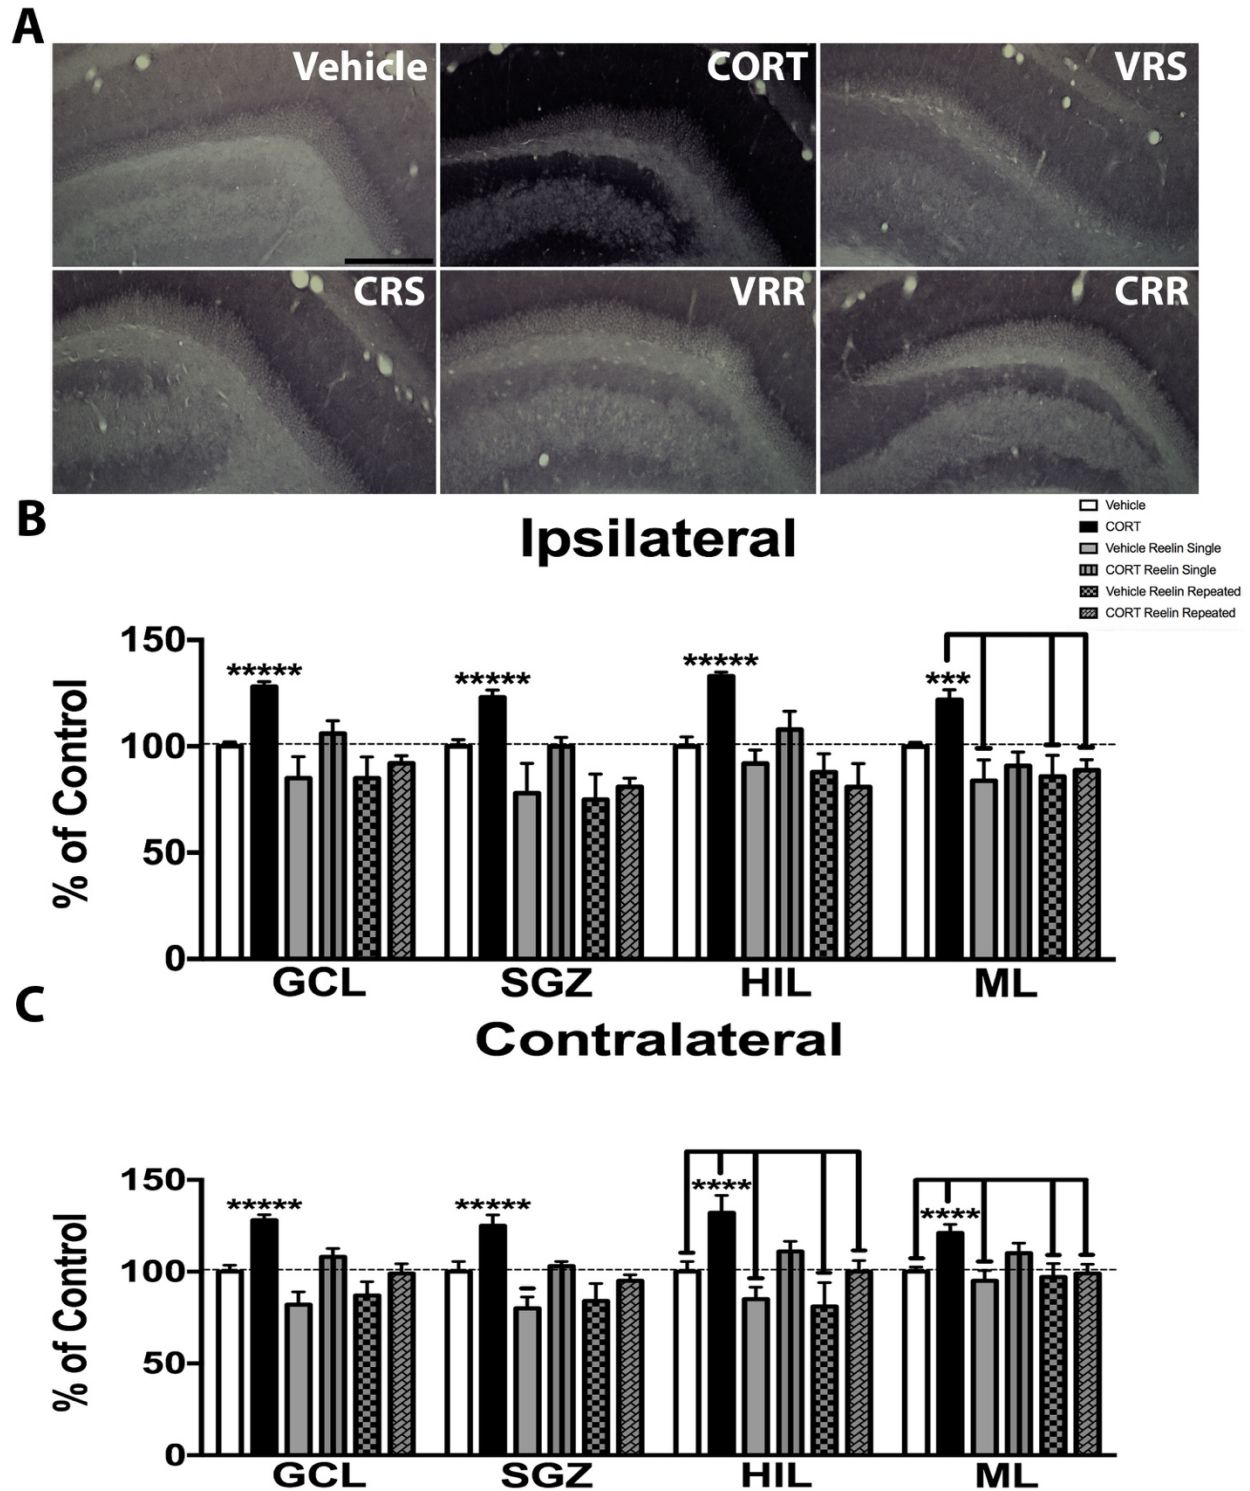 A
Vehicle
CORT
VRS
CRS
VRR
CRR
B
Ipsilateral
Vehicle
CORT
Vehicle Reelin Single
CORT Reelin Single
Vehicle Reelin Repeated
CORT Reelin Repeated
% of Control
150
100
50
0
*****
*****
*****
***
GCL
SGZ
HIL
ML
C
Contralateral
% of Control
150
100
50
0
*****
*****
****
****
GCL
SGZ
HIL
ML